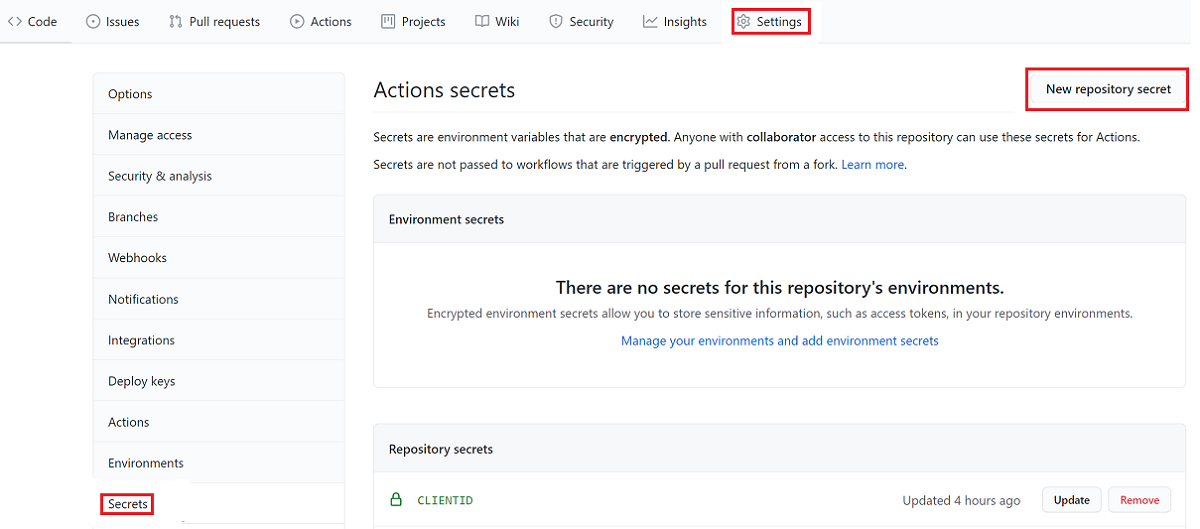 Code Issues Pull requests Actions Projects Wiki Security Insights Settings
Options
Manage access
Security & analysis
Branches
Webhooks
Notifications
Integrations
Deploy keys
Actions
Environments
Secrets
Actions secrets
New repository secret
Secrets are environment variables that are encrypted. Anyone with collaborator access to this repository can use these secrets for Actions.
Secrets are not passed to workflows that are triggered by a pull request from a fork. Learn more.
Environment secrets
There are no secrets for this repository's environments.
Encrypted environment secrets allow you to store sensitive information, such as access tokens, in your repository environments.
Manage your environments and add environment secrets
Repository secrets
CLIENTID Updated 4 hours ago Update Remove